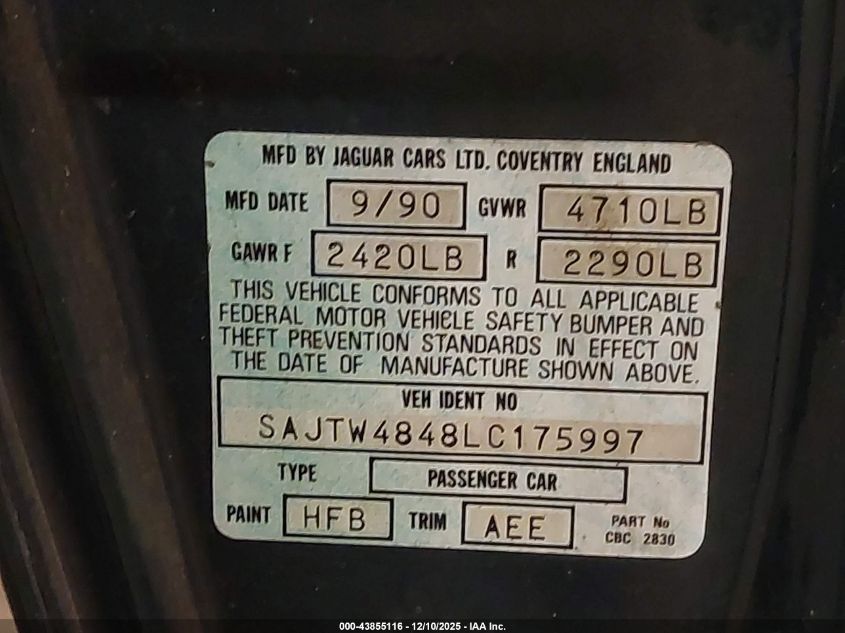 MFD BY JAGUAR CARS LTD. COVENTRY ENGLAND
MFD DATE 9/90 GVWR 4710LB
GAWR F 2420LB R 2290LB
THIS VEHICLE CONFORMS TO ALL APPLICABLE
FEDERAL MOTOR VEHICLE SAFETY BUMPER AND
THEFT PREVENTION STANDARDS IN EFFECT ON
THE DATE OF MANUFACTURE SHOWN ABOVE.
VEH IDENT NO
SAJTW4848LC175997
TYPE PASSENGER CAR
PAINT HFB TRIM AEE PART No
CBC 2830
000-43855116 - 12/10/2025 - IAA Inc.